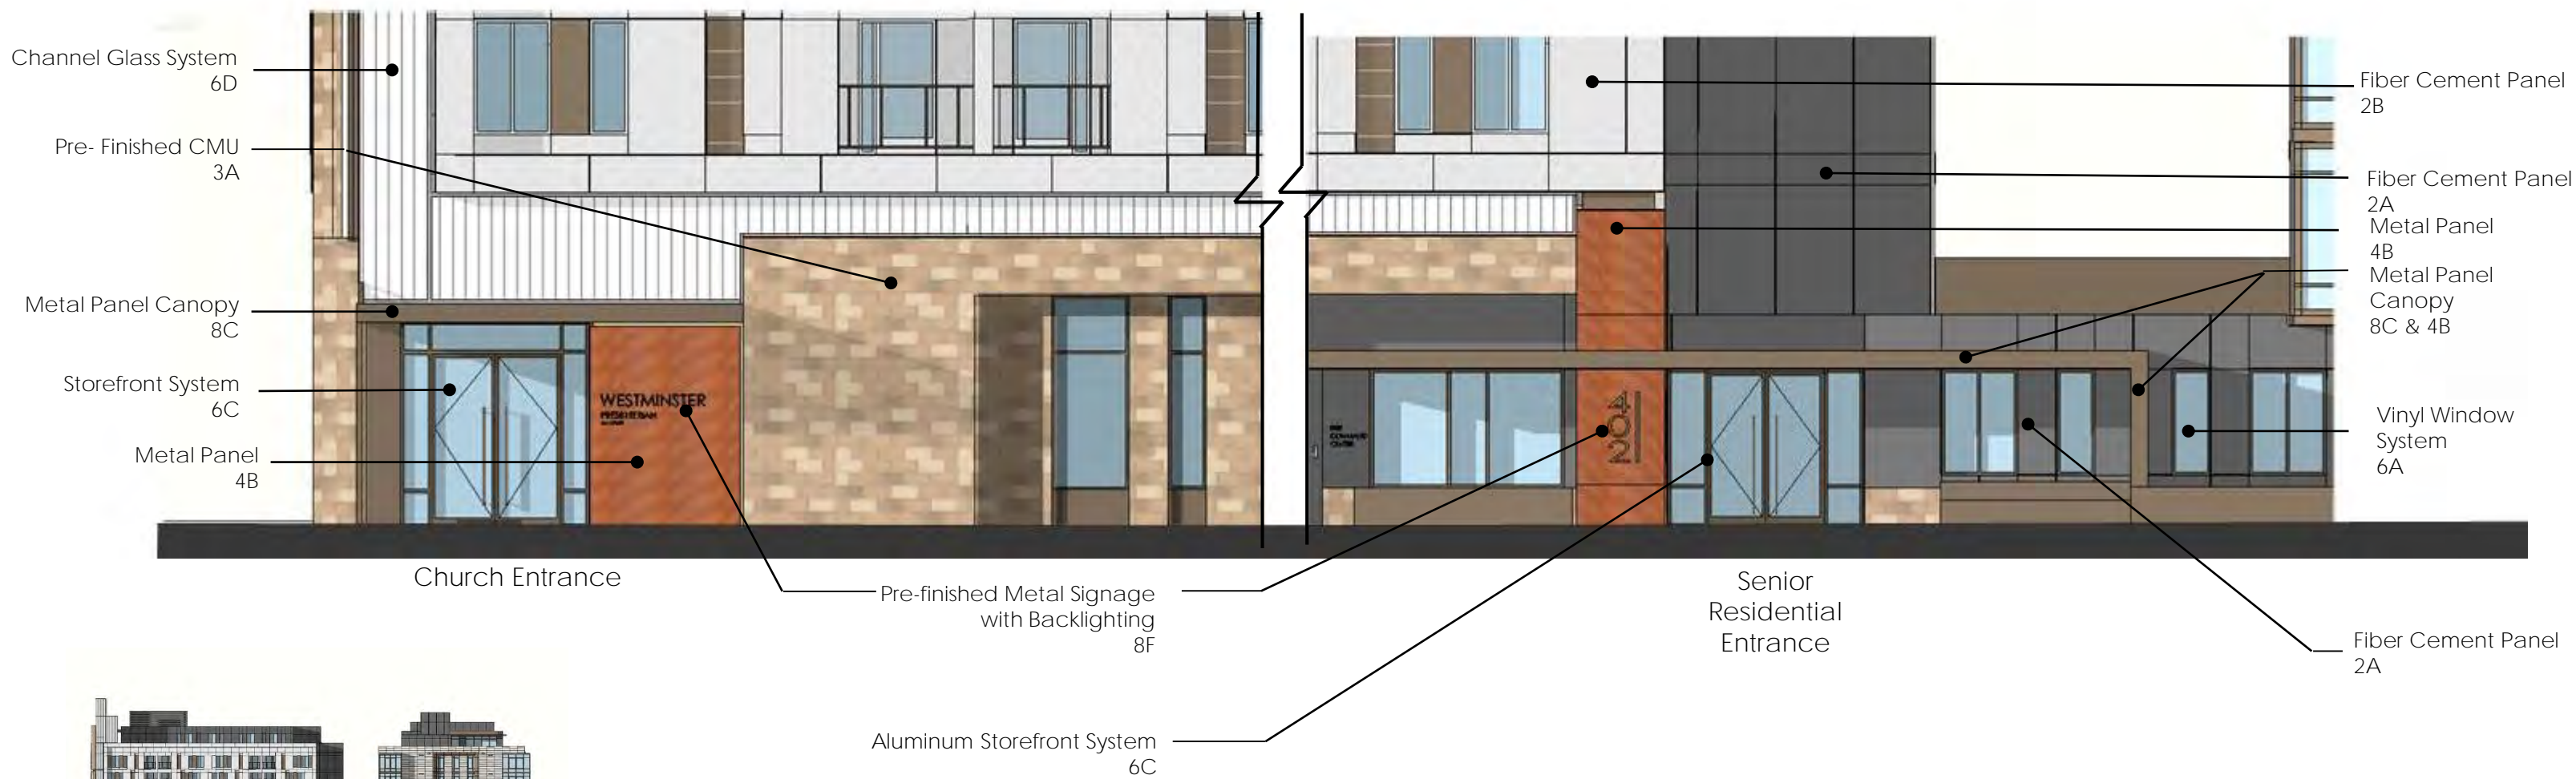 Channel Glass System
6D
Pre- Finished CMU
3A
Metal Panel Canopy
8C
Storefront System
6C
Metal Panel
4B
WESTMINSTER
PRESBYTERIAN
Fiber Cement Panel
2B
Fiber Cement Panel
2A
Metal Panel
4B
Metal Panel
Canopy
8C & 4B
Vinyl Window
System
6A
204
Church Entrance
Pre-finished Metal Signage
with Backlighting
8F
Senior
Residential
Entrance
Fiber Cement Panel
2A
Aluminum Storefront System
6C